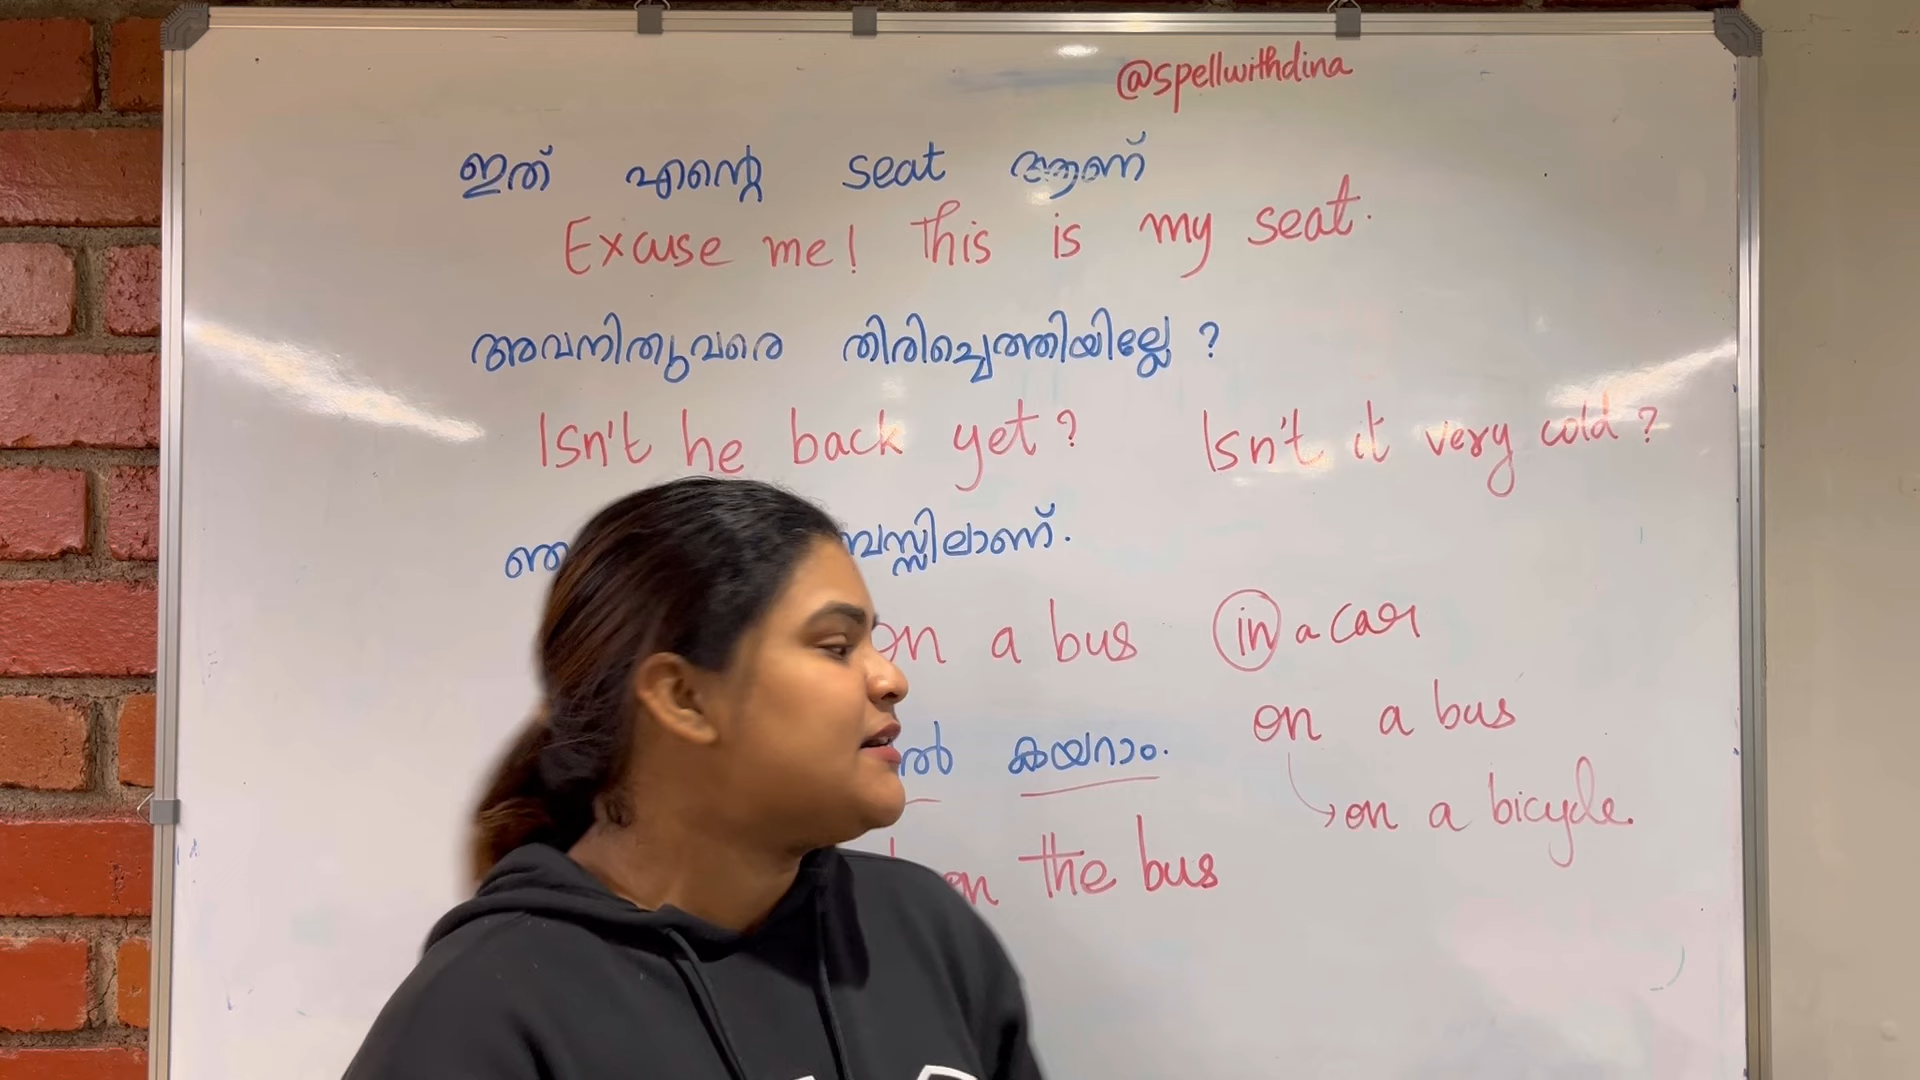 @spellwithdina
ഇത് എന്റെ seat ആണ്
Excuse me! This is my seat.
അവനിതുവരെ തിരിച്ചെത്തിയില്ലേ ?
Isn't he back yet ? Isn't it very cold ?
ബസ്സിലാണ്.
on a bus in a car
on a bus
കയറാം.
on a bicycle.
on the bus